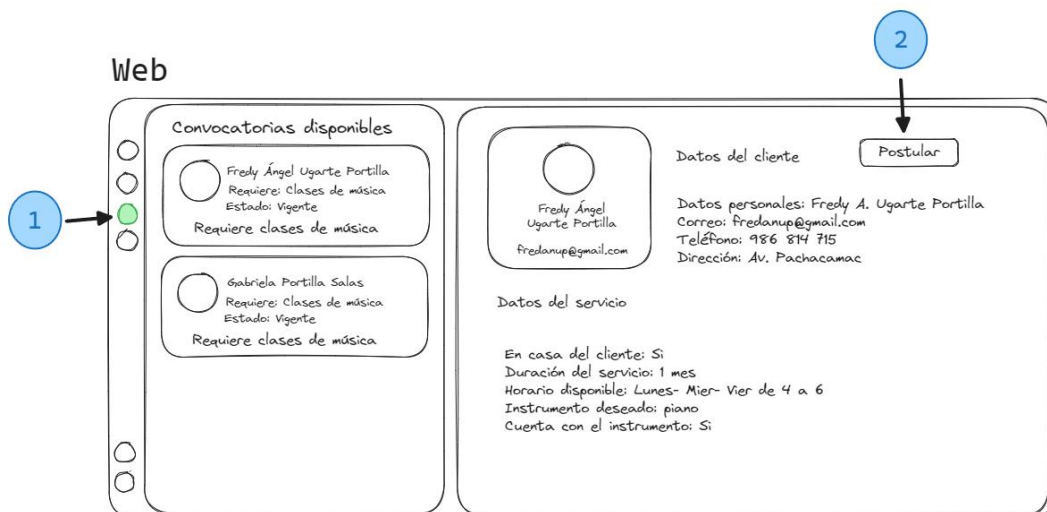 Web
1
2
Convocatorias disponibles
Fredy Ángel Ugarte Portilla
Requiere: Clases de música
Estado: Vigente
Requiere clases de música
Gabriela Portilla Salas
Requiere: Clases de música
Estado: Vigente
Requiere clases de música
Fredy Ángel
Ugarte Portilla
fredanup@gmail.com
Datos del cliente
Postular
Datos personales: Fredy A. Ugarte Portilla
Correo: fredanup@gmail.com
Teléfono: 986 814 715
Dirección: Av. Pachacamac
Datos del servicio
En casa del cliente: Si
Duración del servicio: 1 mes
Horario disponible: Lunes- Mier- Vier de 4 a 6
Instrumento deseado: piano
Cuenta con el instrumento: Si